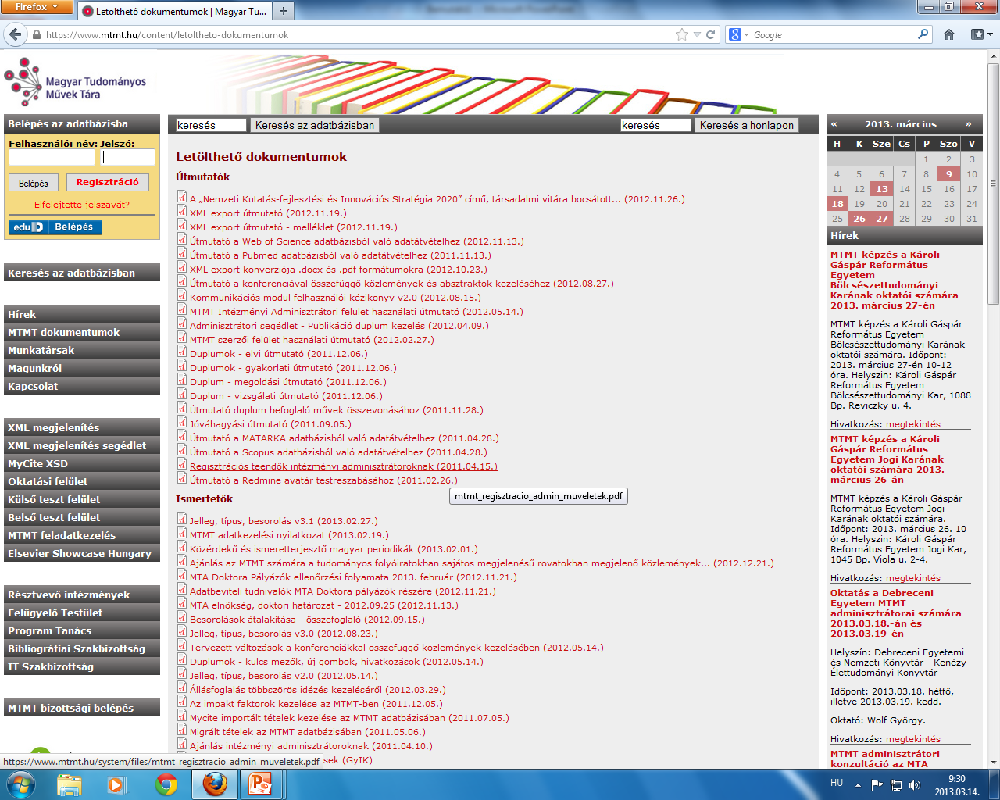 Firefox
Letölthető dokumentumok | Magyar Tu...
https://www.mtmt.hu/content/letoltheto-dokumentumok
Google
Magyar Tudományos
Művek Tára
Belépés az adatbázisba
Felhasználói név: Jelszó:
Belépés
Regisztráció
Elfelejtette jelszavát?
eduID Belépés
Keresés az adatbázisban
Hírek
MTMT dokumentumok
Munkatársak
Magunkról
Kapcsolat
XML megjelenítés
XML megjelenítés segédlet
MyCite XSD
Oktatási felület
Külső teszt felület
Belső teszt felület
MTMT feladatkezelés
Elsevier Showcase Hungary
Résztvevő intézmények
Felügyelő Testület
Program Tanács
Bibliográfiai Szakbizottság
IT Szakbizottság
MTMT bizottsági belépés
keresés Keresés az adatbázisban
keresés Keresés a honlapon
Letölthető dokumentumok
Útmutatók
A „Nemzeti Kutatás-fejlesztési és Innovációs Stratégia 2020” című, társadalmi vitára bocsátott... (2012.11.26.)
XML export útmutató (2012.11.19.)
XML export útmutató - melléklet (2012.11.19.)
Útmutató a Web of Science adatbázisból való adatátvételhez (2012.11.13.)
Útmutató a Pubmed adatbázisból való adatátvételhez (2011.11.13.)
XML export konverziója .docx és .pdf formátumokra (2012.10.23.)
Útmutató a konferenciával összefüggő közlemények és absztraktok kezeléséhez (2012.08.27.)
Kommunikációs modul felhasználói kézikönyv v2.0 (2012.08.15.)
MTMT Intézményi Adminisztrátori felület használati útmutató (2012.05.14.)
Adminisztrátori segédlet - Publikáció duplum kezelés (2012.04.09.)
MTMT szerzői felület használati útmutató (2012.02.27.)
Duplumok - elvi útmutató (2011.12.06.)
Duplumok - gyakorlati útmutató (2011.12.06.)
Duplum - megoldási útmutató (2011.12.06.)
Duplum - vizsgálati útmutató (2011.12.06.)
Útmutató duplum befoglaló művek összevonásához (2011.11.28.)
Jóváhagyási útmutató (2011.09.05.)
Útmutató a MATARKA adatbázisból való adatátvételhez (2011.04.28.)
Útmutató a Scopus adatbázisból való adatátvételhez (2011.04.28.)
Regisztrációs teendők intézményi adminisztrátoroknak (2011.04.15.)
Útmutató a Redmine avatár testreszabásához (2011.02.26.)
mtmt_regisztracio_admin_muveletek.pdf
Ismertetők
Jelleg, típus, besorolás v3.1 (2013.02.27.)
MTMT adatkezelési nyilatkozat (2013.02.19.)
Közérdekű és ismeretterjesztő magyar periodikák (2013.02.01.)
Ajánlás az MTMT számára a tudományos folyóiratokban sajátos megjelenésű rovatokban megjelenő közlemények... (2012.12.21.)
MTA Doktora Pályázók ellenőrzési folyamata 2013. február (2012.11.21.)
Adatbeviteli tudnivalók MTA Doktora pályázók részére (2012.11.21.)
MTA elnökség, doktori határozat - 2012.09.25 (2012.11.13.)
Besorolások átalakítása - összefoglaló (2012.09.15.)
Jelleg, típus, besorolás v3.0 (2012.08.23.)
Tervezett változások a konferenciákkal összefüggő közlemények kezelésében (2012.05.14.)
Duplumok - kulcs mezők, új gombok, hivatkozások (2012.05.14.)
Jelleg, típus, besorolás v2.0 (2012.05.14.)
Állásfoglalás többszörös idézés kezeléséről (2012.03.29.)
Az impakt faktorok kezelése az MTMT-ben (2011.12.05.)
Mycite importált tételek kezelése az MTMT adatbázisában (2011.07.05.)
Migrált tételek az MTMT adatbázisában (2011.05.06.)
Ajánlás intézményi adminisztrátoroknak (2011.04.10.)
sek (GyIK)
« 2013. március »
H K Sze Cs P Szo V
1 2 3
4 5 6 7 8 9 10
11 12 13 14 15 16 17
18 19 20 21 22 23 24
25 26 27 28 29 30 31
Hírek
MTMT képzés a Károli
Gáspár Református
Egyetem
Bölcsészettudományi
Karának oktatói számára
2013. március 27-én
MTMT képzés a Károli Gáspár
Református Egyetem
Bölcsészettudományi Karának
oktatói számára. Időpont:
2013. március 27-én 10-12
óra. Helyszin: Károli Gáspár
Református Egyetem
Bölcsészettudományi Kar, 1088
Bp. Reviczky u. 4.
Hivatkozás: megtekintés
MTMT képzés a Károli
Gáspár Református
Egyetem Jogi Karának
oktatói számára 2013.
március 26-án
MTMT képzés a Károli Gáspár
Református Egyetem Jogi
Karának oktatói számára.
Időpont: 2013. március 26. 10
óra. Helyszin: Károli Gáspár
Református Egyetem Jogi Kar,
1045 Bp. Viola u. 2-4.
Hivatkozás: megtekintés
Oktatás a Debreceni
Egyetem MTMT
adminisztrátorai számára
2013.03.18.-án és
2013.03.19-én
Helyszín: Debreceni Egyetemi
és Nemzeti Könyvtár - Kenézy
Élettudományi Könyvtár
Időpont: 2013.03.18. hétfő,
illetve 2013.03.19. kedd.
Oktató: Wolf György.
Hivatkozás: megtekintés
MTMT adminisztrátori
konzultáció az MTA
https://www.mtmt.hu/system/files/mtmt_regisztracio_admin_muveletek.pdf
HU
9:30
2013.03.14.